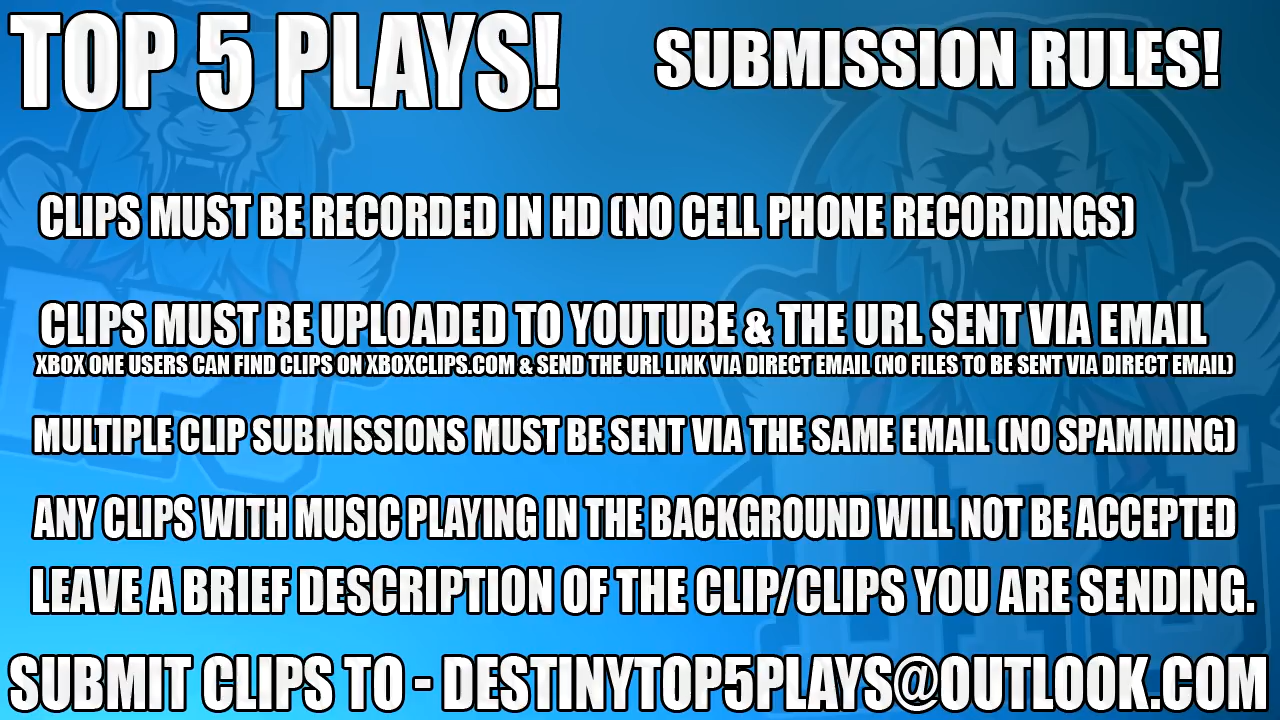 TOP 5 PLAYS!
SUBMISSION RULES!
CLIPS MUST BE RECORDED IN HD (NO CELL PHONE RECORDINGS)
CLIPS MUST BE UPLOADED TO YOUTUBE & THE URL SENT VIA EMAIL
XBOX ONE USERS CAN FIND CLIPS ON XBOXCLIPS.COM & SEND THE URL LINK VIA DIRECT EMAIL (NO FILES TO BE SENT VIA DIRECT EMAIL)
MULTIPLE CLIP SUBMISSIONS MUST BE SENT VIA THE SAME EMAIL (NO SPAMMING)
ANY CLIPS WITH MUSIC PLAYING IN THE BACKGROUND WILL NOT BE ACCEPTED
LEAVE A BRIEF DESCRIPTION OF THE CLIP/CLIPS YOU ARE SENDING.
SUBMIT CLIPS TO - DESTINYTOP5PLAYS@OUTLOOK.COM